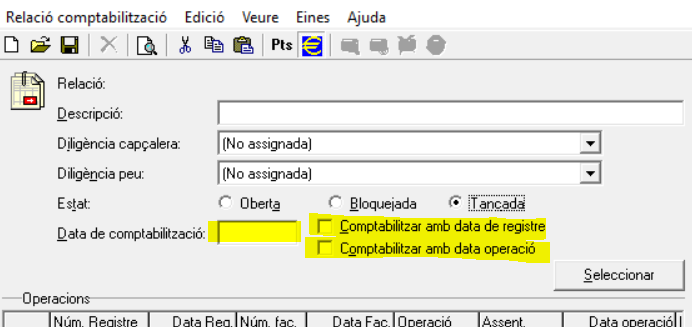 Relació comptabilització Edició Veure Eines Ajuda
Pts €
Relació:
Descripció:
Diligència capçalera: (No assignada)
Diligència peu: (No assignada)
Estat: Oberta Bloquejada Tancada
Data de comptabilització: Comptabilitzar amb data de registre
Comptabilitzar amb data operació
Seleccionar
Operacions
Núm. Registre Data Reg. Núm. fac. Data Fac. Operació Assent. Data operació